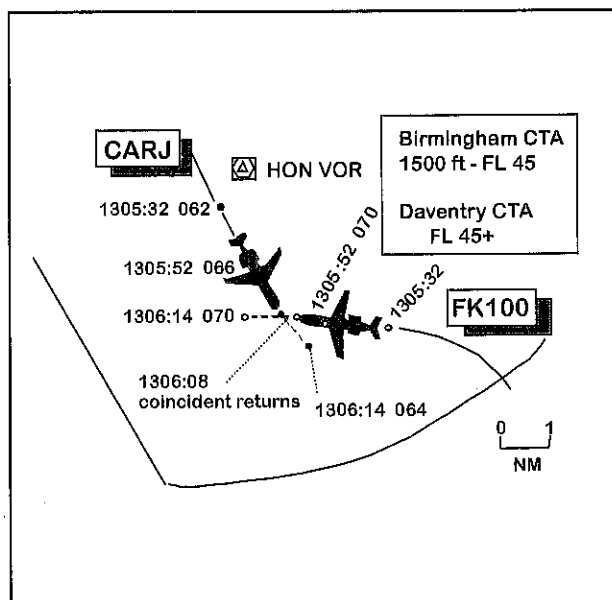 CARJ
HON VOR
Birmingham CTA
1500 ft - FL 45
Daventry CTA
FL 45+
1305:32 062
1305:52 066
1305:52 070
1305:32
FK100
1306:14 070
1306:08
coincident returns
1306:14 064
0 1
NM